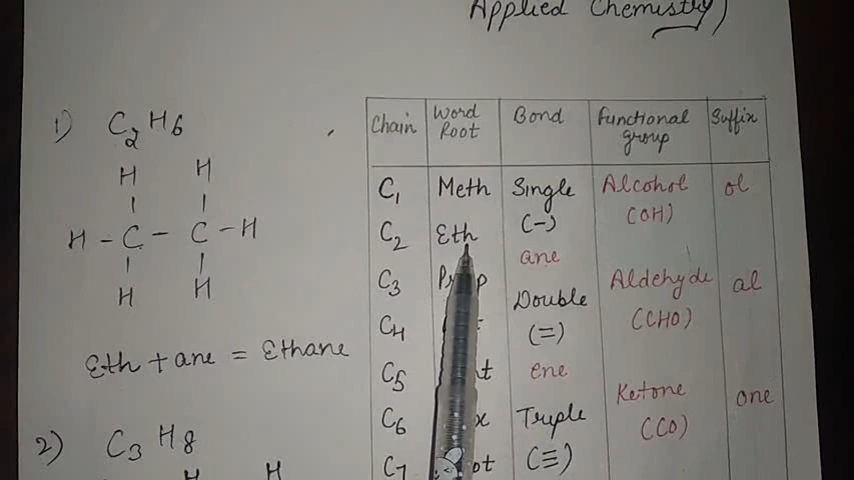 Applied Chemistry)
1) C2H6
H H
H - C - C - H
H H
Eth + ane = Ethane
2) C3H8
H H
Chain Word Root Bond Functional group Suffix
C1 Meth Single (-) ane Alcohol (OH) ol
C2 Eth
C3 Double (=) ene Aldehyde (CHO) al
C4
C5
C6 Triple (≡) Ketone (CO) one
C7